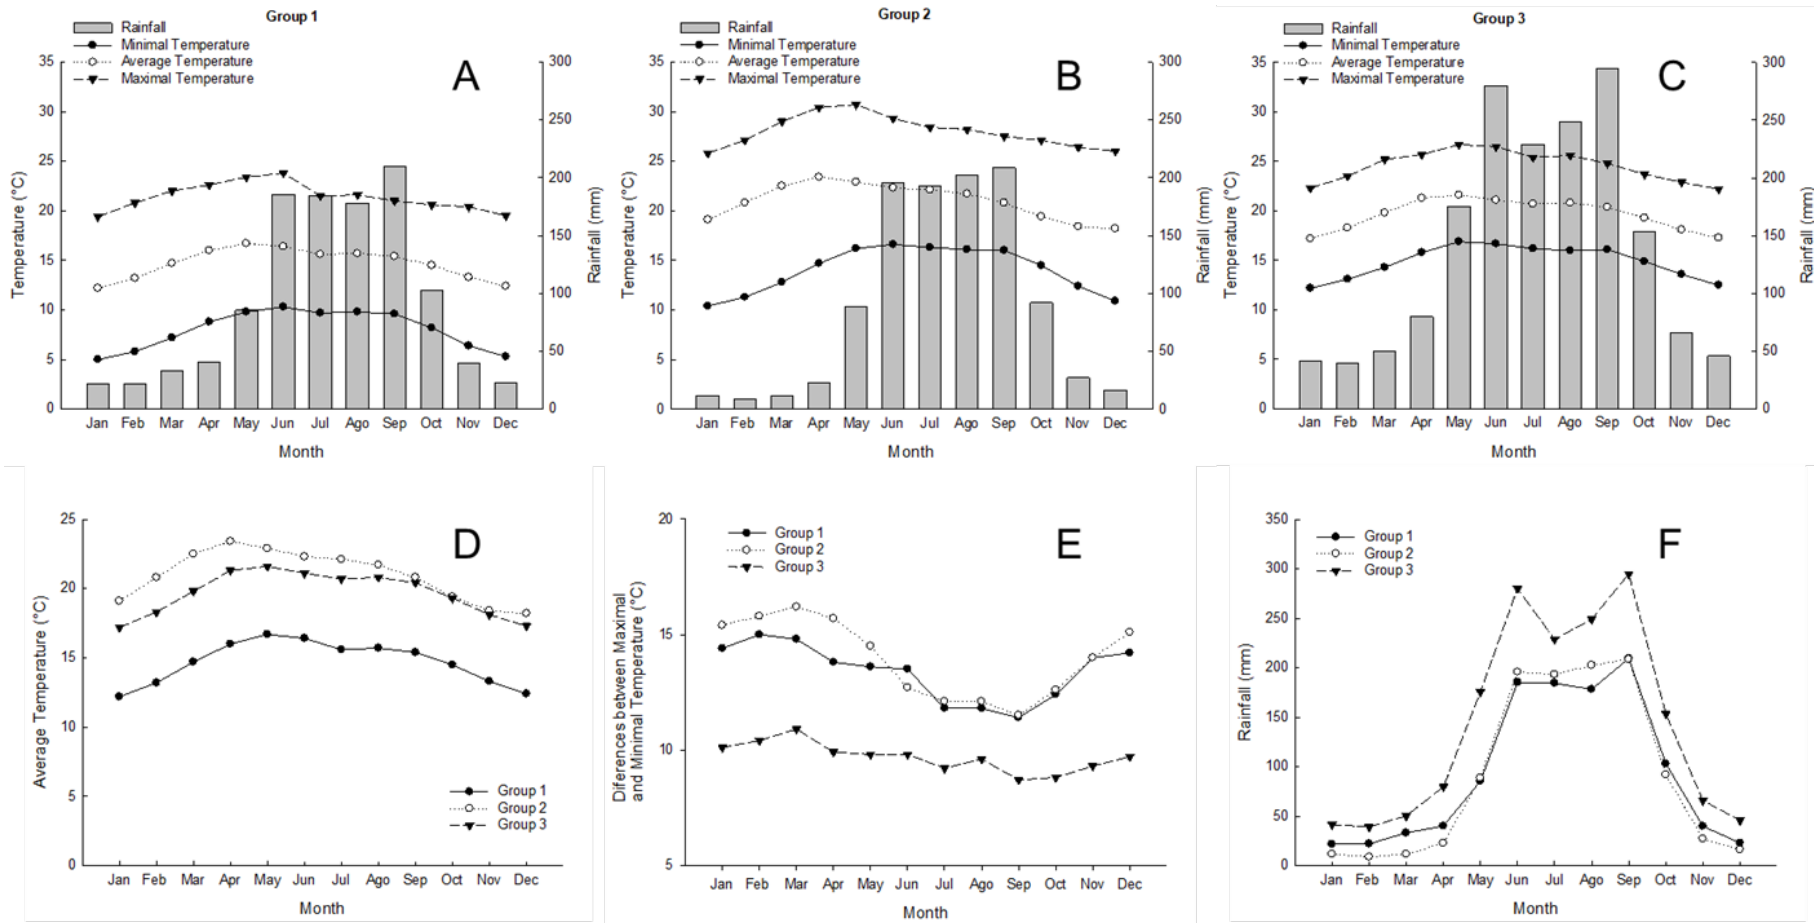 Group 1
Rainfall
Minimal Temperature
Average Temperature
Maximal Temperature
A
35
30
25
20
15
10
5
0
Temperature (°C)
300
250
200
150
100
50
0
Rainfall (mm)
Jan Feb Mar Apr May Jun Jul Ago Sep Oct Nov Dec
Month
Group 2
Rainfall
Minimal Temperature
Average Temperature
Maximal Temperature
B
35
30
25
20
15
10
5
0
Temperature (°C)
300
250
200
150
100
50
0
Rainfall (mm)
Jan Feb Mar Apr May Jun Jul Ago Sep Oct Nov Dec
Month
Group 3
Rainfall
Minimal Temperature
Average Temperature
Maximal Temperature
C
35
30
25
20
15
10
5
0
Temperature (°C)
300
250
200
150
100
50
0
Rainfall (mm)
Jan Feb Mar Apr May Jun Jul Ago Sep Oct Nov Dec
Month
D
25
20
15
10
5
0
Average Temperature (°C)
Group 1
Group 2
Group 3
Jan Feb Mar Apr May Jun Jul Ago Sep Oct Nov Dec
Month
E
Group 1
Group 2
Group 3
20
15
10
5
Diferences between Maximal
and Minimal Temperature (°C)
Jan Feb Mar Apr May Jun Jul Ago Sep Oct Nov Dec
Month
F
Group 1
Group 2
Group 3
350
300
250
200
150
100
50
0
Rainfall (mm)
Jan Feb Mar Apr May Jun Jul Ago Sep Oct Nov Dec
Month